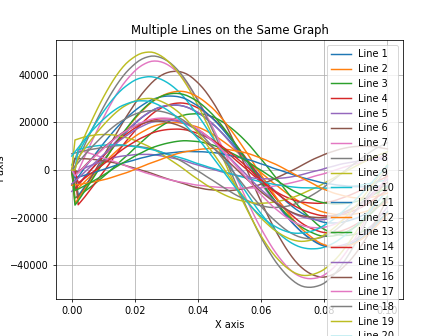 Multiple Lines on the Same Graph
40000
20000
0
−20000
−40000
0.00
0.02
0.04
0.06
0.08
X axis
Line 1
Line 2
Line 3
Line 4
Line 5
Line 6
Line 7
Line 8
Line 9
Line 10
Line 11
Line 12
Line 13
Line 14
Line 15
Line 16
Line 17
Line 18
Line 19